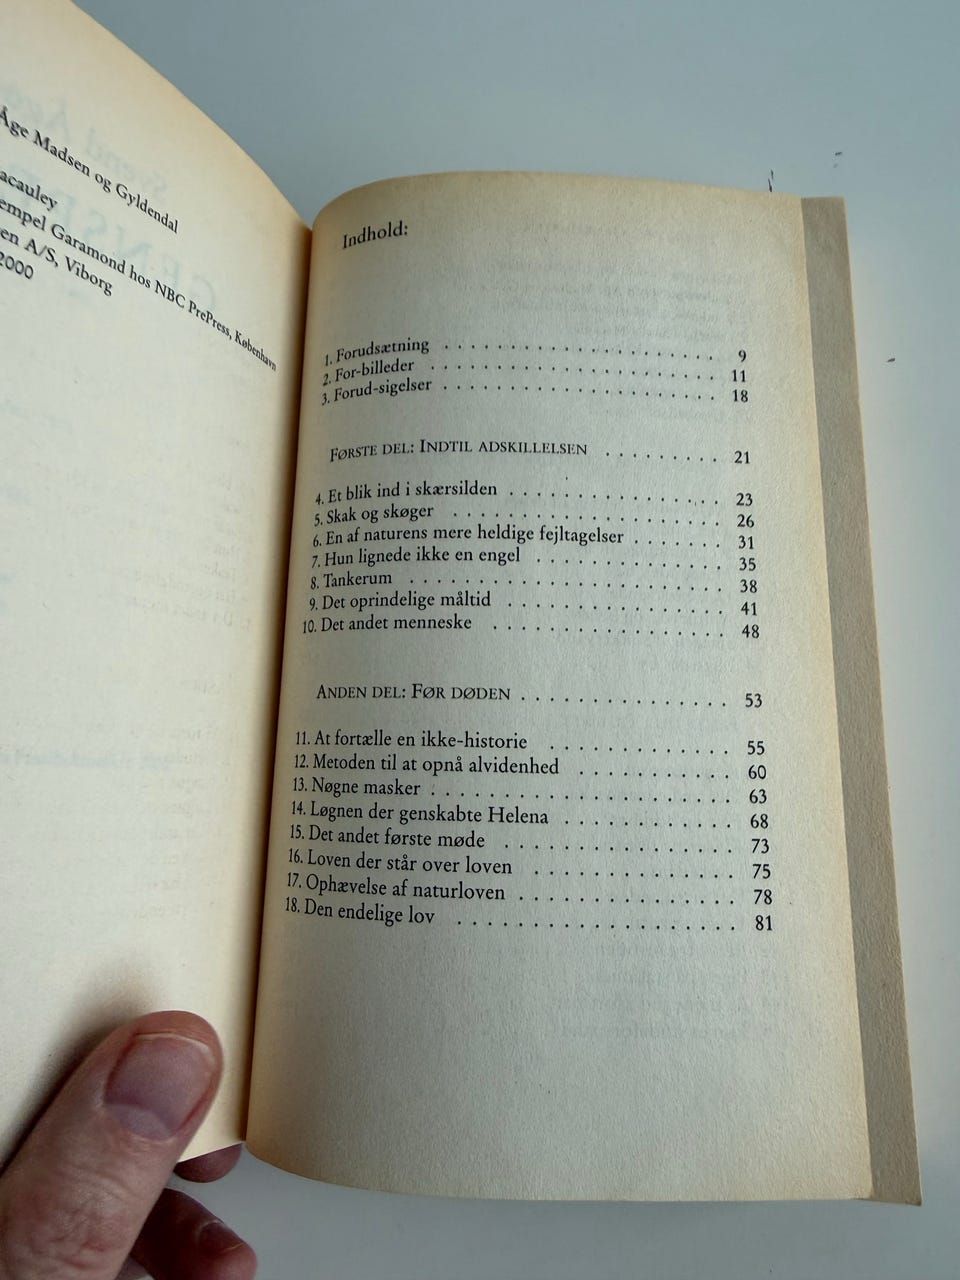 Åge Madsen og Gyldendal
acauley
empel Garamond hos NBC PrePress, København
en A/S, Viborg
2000
Indhold:
1. Forudsætning . . . . . . . . . . . . . . . . . . . . 9
2. For-billeder . . . . . . . . . . . . . . . . . . . . 11
3. Forud-sigelser . . . . . . . . . . . . . . . . . . . 18
FØRSTE DEL: INDTIL ADSKILLELSEN . . . . . . . . 21
4. Et blik ind i skærsilden . . . . . . . . . . . . . . 23
5. Skak og skøger . . . . . . . . . . . . . . . . . . 26
6. En af naturens mere heldige fejltagelser . . . . . . . 31
7. Hun lignede ikke en engel . . . . . . . . . . . . . 35
8. Tankerum . . . . . . . . . . . . . . . . . . . . . 38
9. Det oprindelige måltid . . . . . . . . . . . . . . . 41
10. Det andet menneske . . . . . . . . . . . . . . . 48
ANDEN DEL: FØR DØDEN . . . . . . . . . . . . . . 53
11. At fortælle en ikke-historie . . . . . . . . . . . . . 55
12. Metoden til at opnå alvidenhed . . . . . . . . . . . 60
13. Nøgne masker . . . . . . . . . . . . . . . . . . . 63
14. Løgnen der genskabte Helena . . . . . . . . . . . . 68
15. Det andet første møde . . . . . . . . . . . . . . . 73
16. Loven der står over loven . . . . . . . . . . . . . 75
17. Ophævelse af naturloven . . . . . . . . . . . . . . 78
18. Den endelige lov . . . . . . . . . . . . . . . . . 81